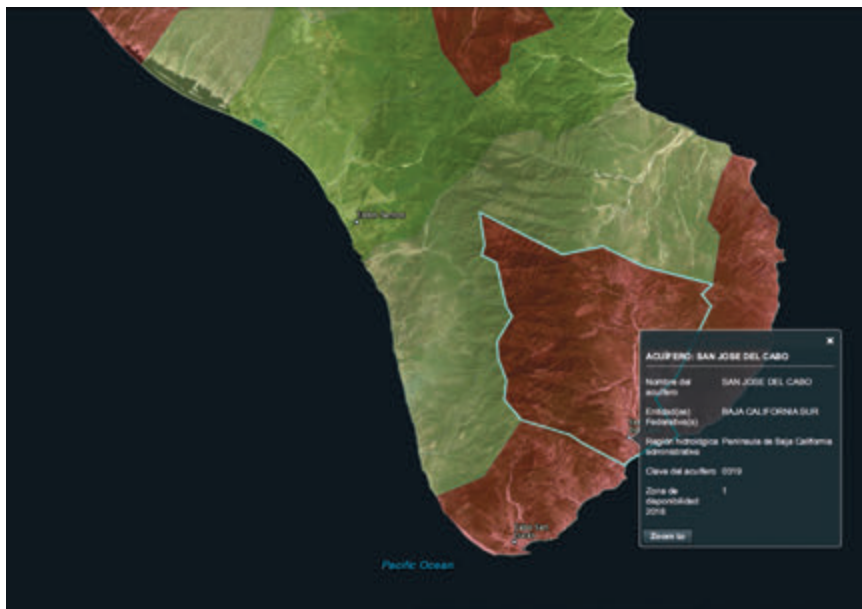 ACUÍFERO: SAN JOSE DEL CABO
Nombre del SAN JOSE DEL CABO
acuífero
Entidad(es) BAJA CALIFORNIA SUR
Federativa(s)
Región hidrológica Península de Baja California
administrativa
Clave del acuífero 0319
Zona de 1
disponibilidad
2016
Zoom to
Pacific Ocean